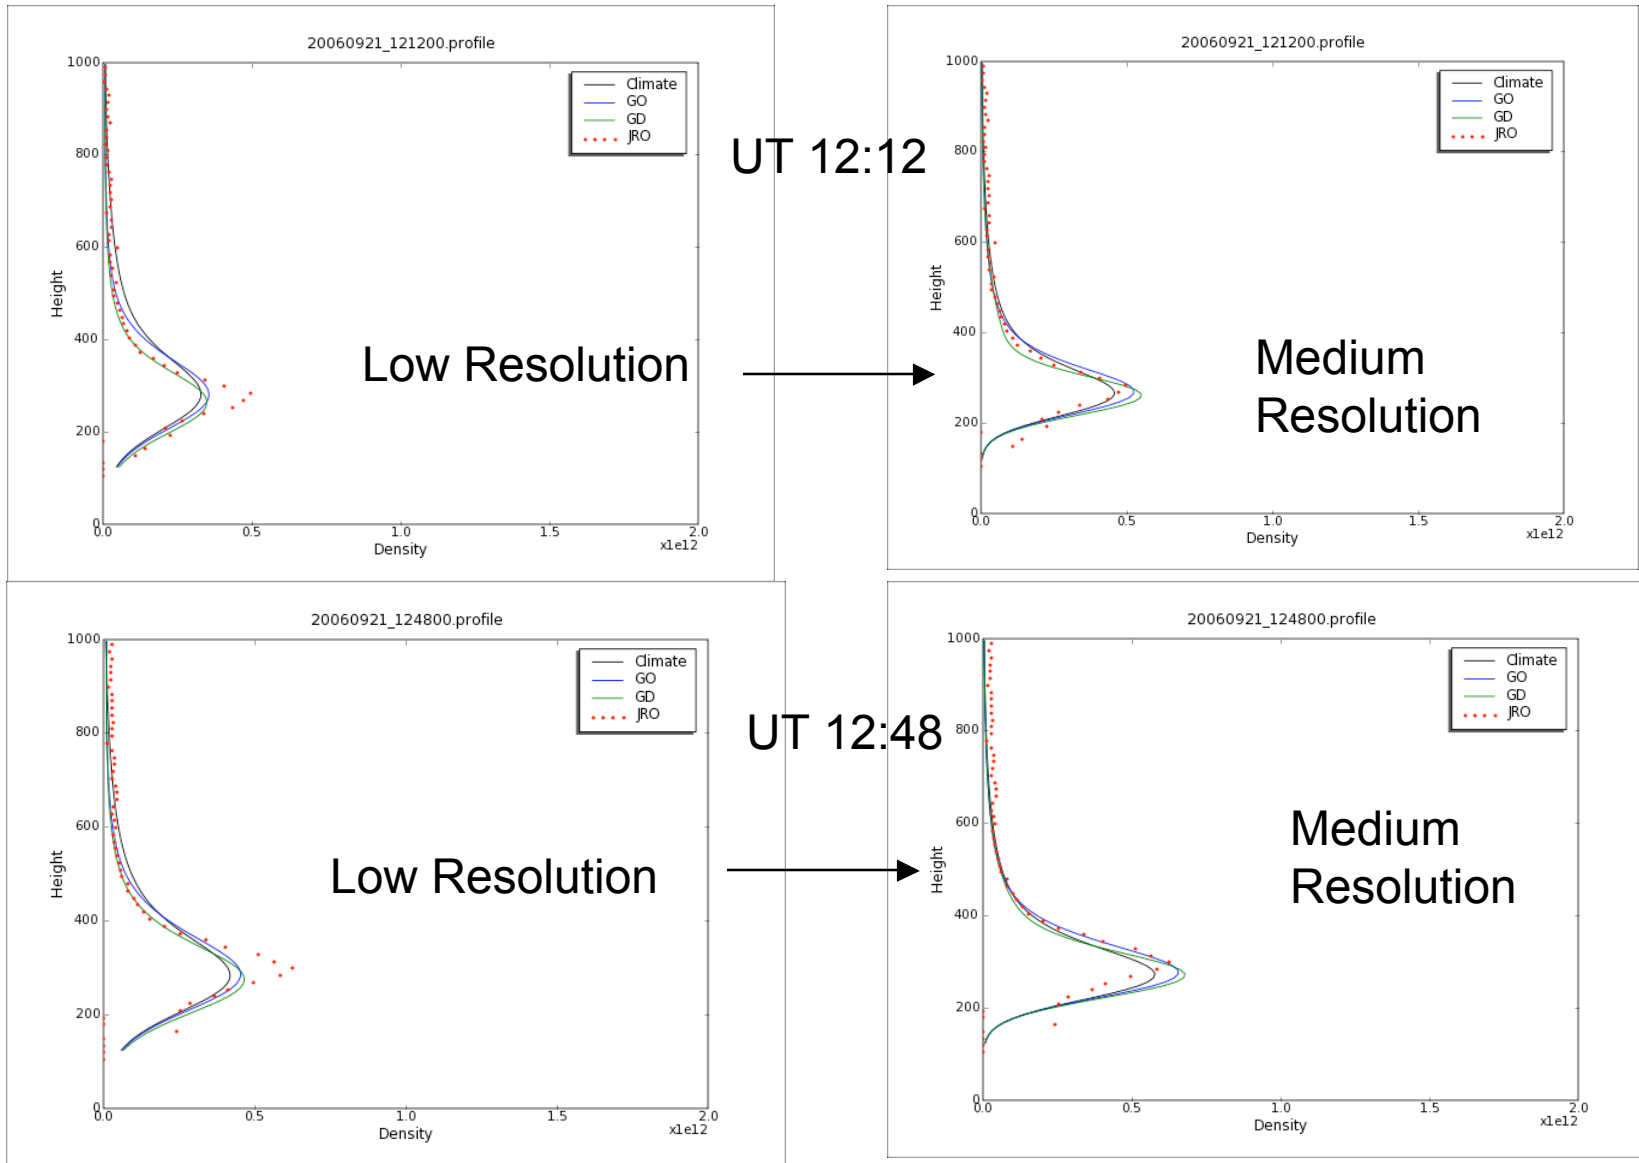 20060921_121200.profile
1000
800
600
400
200
0
Height
0.0
0.5
1.0
1.5
2.0
x1e12
Density
Climate
GO
GD
JRO
Low Resolution
UT 12:12
20060921_121200.profile
1000
800
600
400
200
0
Height
0.0
0.5
1.0
1.5
2.0
x1e12
Density
Climate
GO
GD
JRO
Medium
Resolution
20060921_124800.profile
1000
800
600
400
200
0
Height
0.0
0.5
1.0
1.5
2.0
x1e12
Density
Climate
GO
GD
JRO
Low Resolution
UT 12:48
20060921_124800.profile
1000
800
600
400
200
0
Height
0.0
0.5
1.0
1.5
2.0
x1e12
Density
Climate
GO
GD
JRO
Medium
Resolution